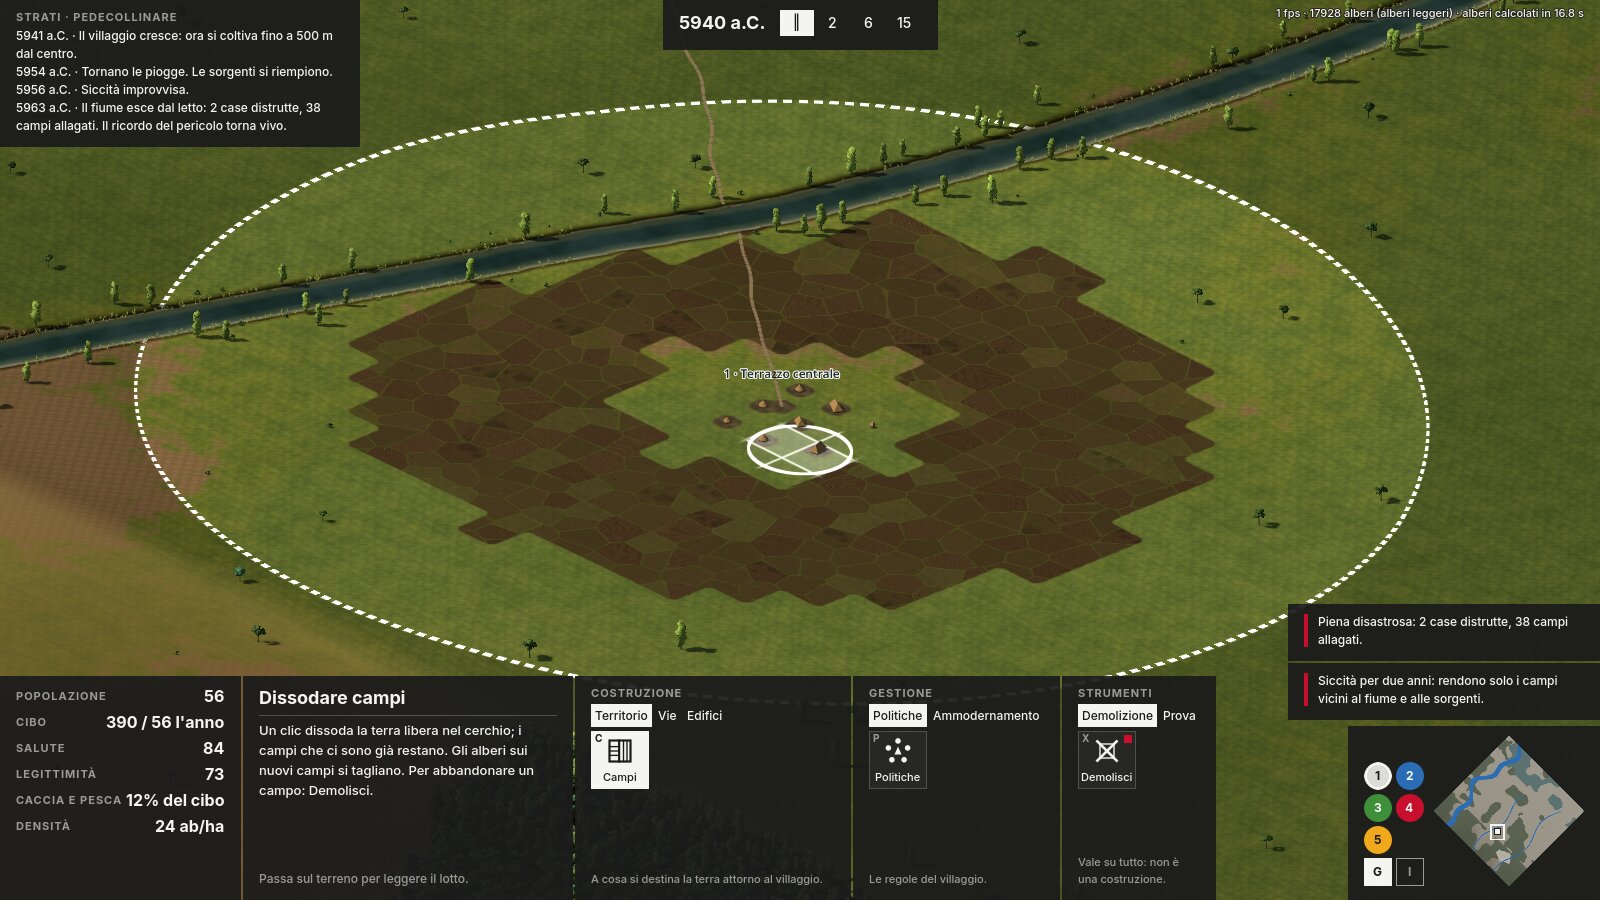 STRATI · PEDECOLLINARE
5941 a.C. · Il villaggio cresce: ora si coltiva fino a 500 m
dal centro.
5954 a.C. · Tornano le piogge. Le sorgenti si riempiono.
5956 a.C. · Siccità improvvisa.
5963 a.C. · Il fiume esce dal letto: 2 case distrutte, 38
campi allagati. Il ricordo del pericolo torna vivo.
5940 a.C. 2 6 15
1 fps · 17928 alberi (alberi leggeri) · alberi calcolati in 16.8 s
1 · Terrazzo centrale
Piena disastrosa: 2 case distrutte, 38 campi
allagati.
Siccità per due anni: rendono solo i campi
vicini al fiume e alle sorgenti.
POPOLAZIONE 56
CIBO 390 / 56 l'anno
SALUTE 84
LEGITTIMITÀ 73
CACCIA E PESCA 12% del cibo
DENSITÀ 24 ab/ha
Dissodare campi
Un clic dissoda la terra libera nel cerchio; i
campi che ci sono già restano. Gli alberi sui
nuovi campi si tagliano. Per abbandonare un
campo: Demolisci.
Passa sul terreno per leggere il lotto.
COSTRUZIONE
Territorio Vie Edifici
C
Campi
A cosa si destina la terra attorno al villaggio.
GESTIONE
Politiche Ammodernamento
P
Politiche
Le regole del villaggio.
STRUMENTI
Demolizione Prova
X
Demolisci
Vale su tutto: non è
una costruzione.
1 2
3 4
5
G I